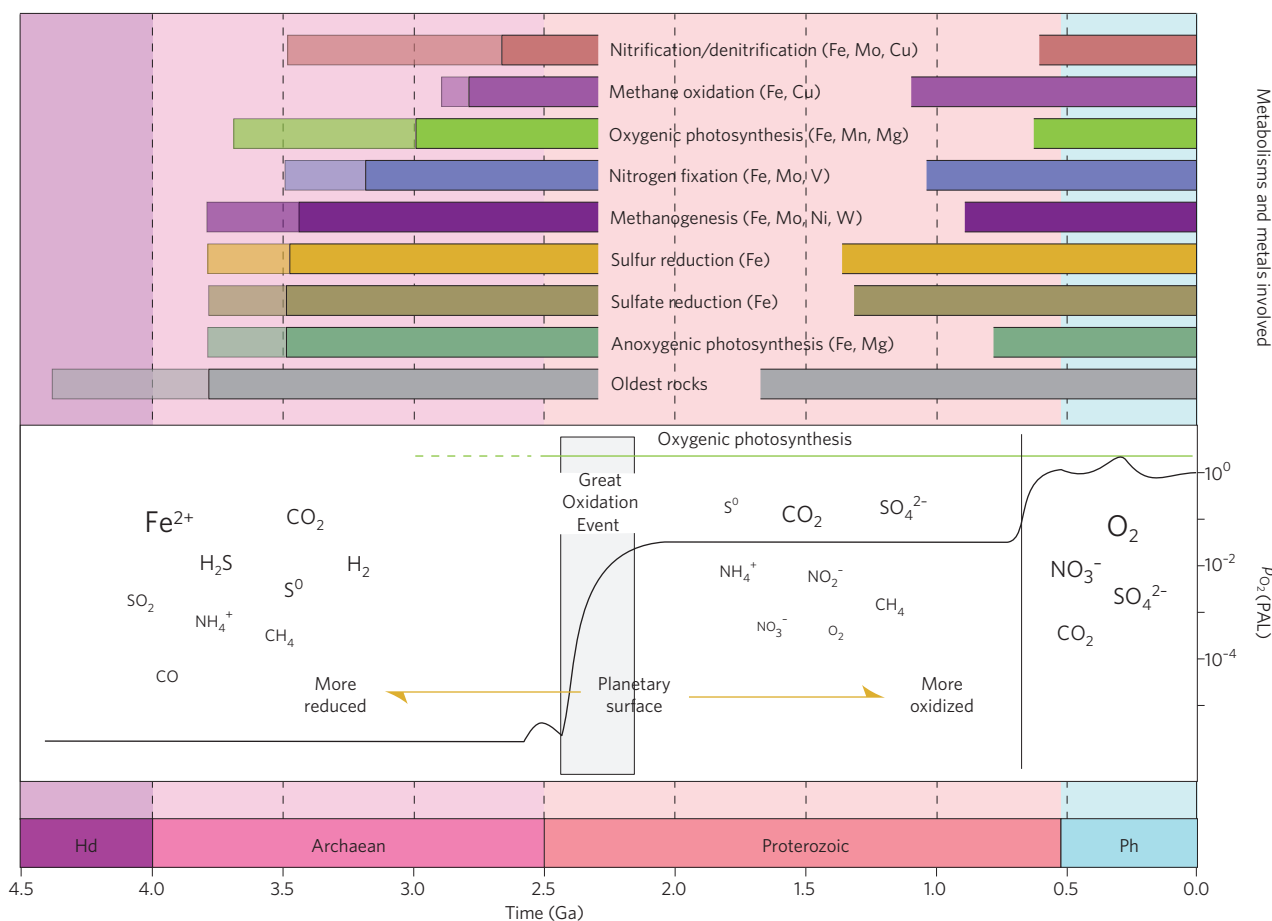 Nitrification/denitrification (Fe, Mo, Cu)
Methane oxidation (Fe, Cu)
Oxygenic photosynthesis (Fe, Mn, Mg)
Nitrogen fixation (Fe, Mo, V)
Methanogenesis (Fe, Mo, Ni, W)
Sulfur reduction (Fe)
Sulfate reduction (Fe)
Anoxygenic photosynthesis (Fe, Mg)
Oldest rocks
Metabolisms and metals involved
Oxygenic photosynthesis
Great
Oxidation
Event
Fe²⁺
CO₂
H₂S
H₂
S⁰
SO₂
NH₄⁺
CH₄
CO
S⁰
CO₂
SO₄²⁻
NH₄⁺
NO₂⁻
CH₄
NO₃⁻
O₂
O₂
NO₃⁻
SO₄²⁻
CO₂
More
reduced
Planetary
surface
More
oxidized
10⁰
10⁻²
10⁻⁴
pO₂ (PAL)
Hd
Archaean
Proterozoic
Ph
4.5 4.0 3.5 3.0 2.5 2.0 1.5 1.0 0.5 0.0
Time (Ga)